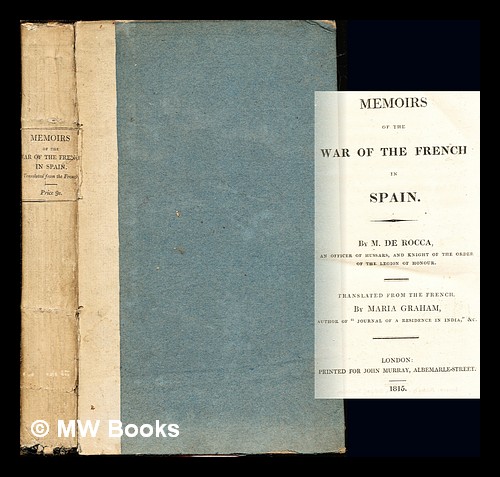 MEMOIRS
OF THE
WAR OF THE FRENCH
IN SPAIN.
Translated from the French
Price 9s.
MEMOIRS
OF THE
WAR OF THE FRENCH
IN
SPAIN.
BY M. DE ROCCA,
AN OFFICER OF HUSSARS, AND KNIGHT OF THE ORDER
OF THE LEGION OF HONOUR.
TRANSLATED FROM THE FRENCH,
BY MARIA GRAHAM,
AUTHOR OF "JOURNAL OF A RESIDENCE IN INDIA," &c.
LONDON:
PRINTED FOR JOHN MURRAY, ALBEMARLE-STREET.
1815.
© MW Books